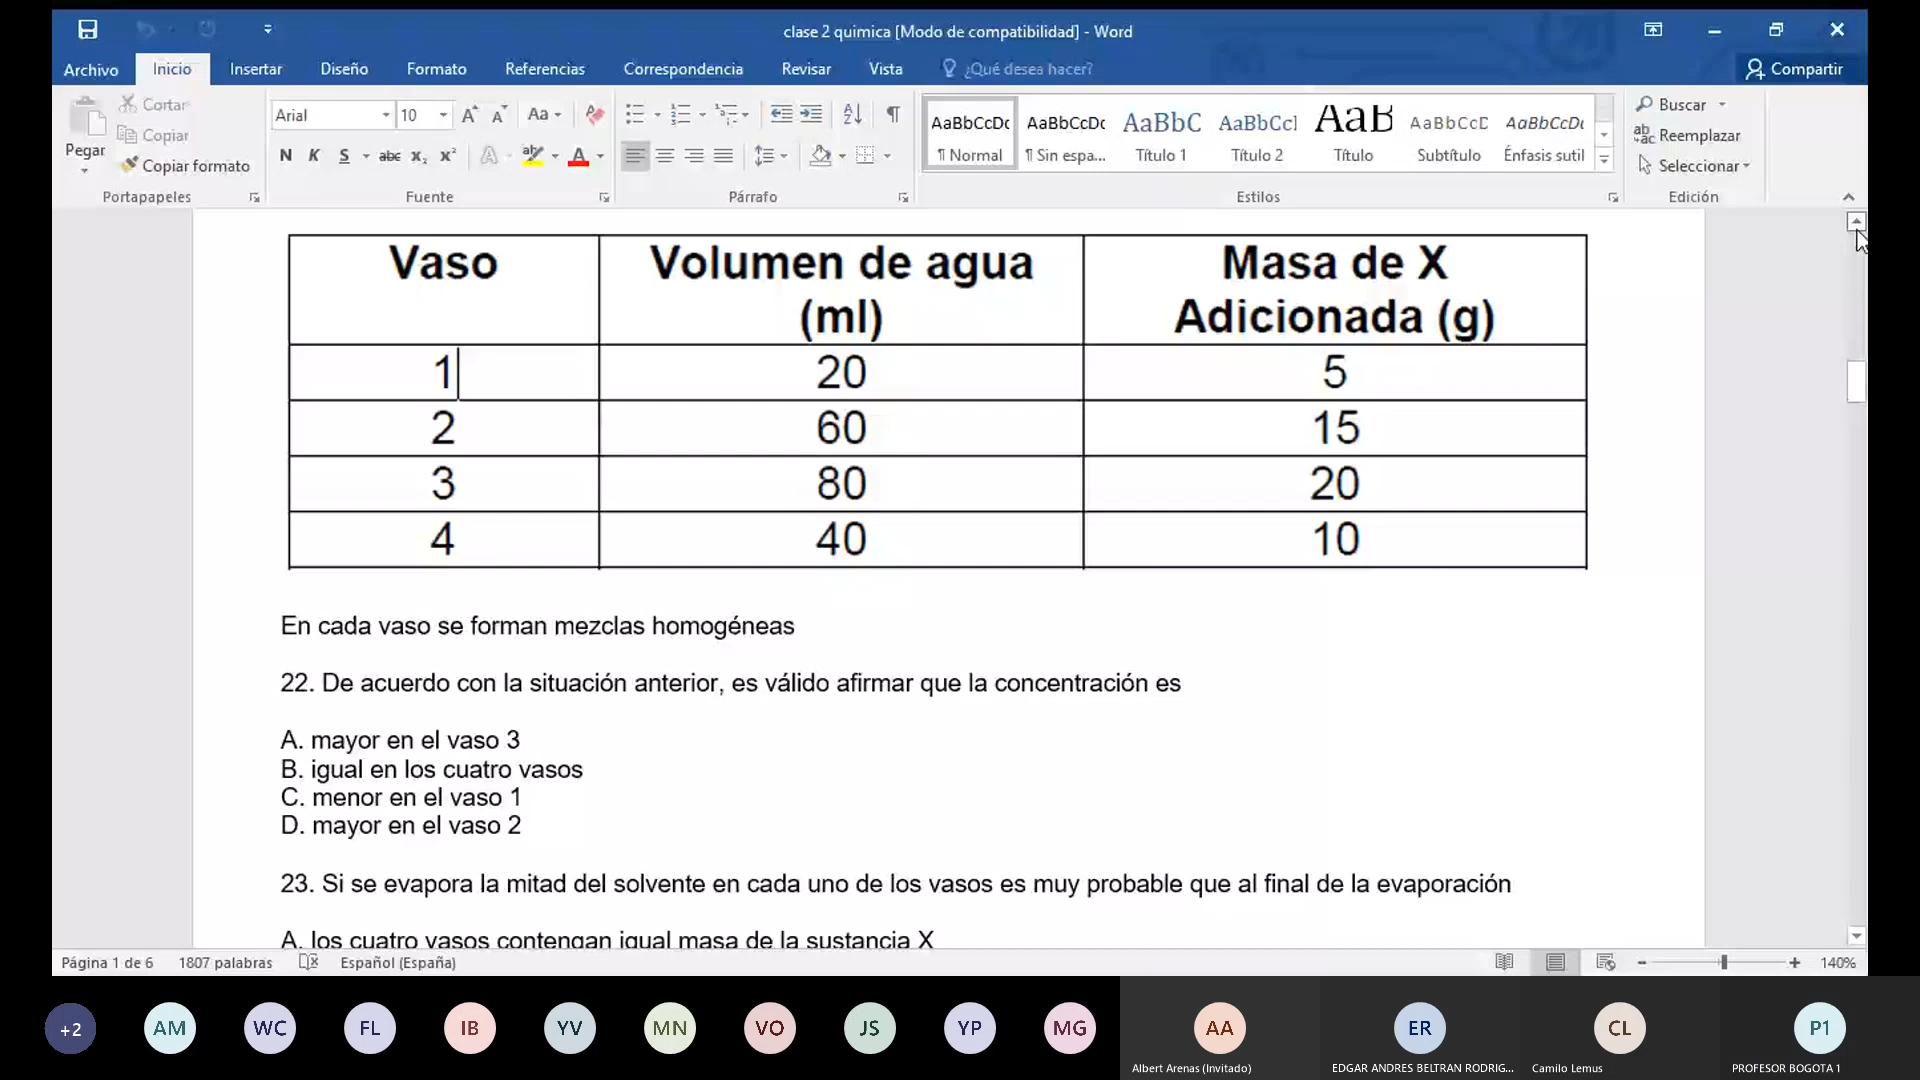 clase 2 quimica [Modo de compatibilidad] - Word
Archivo Inicio Insertar Diseño Formato Referencias Correspondencia Revisar Vista ¿Qué desea hacer? Compartir
Pegar
Cortar
Copiar
Copiar formato
Portapapeles
Arial 10
Aa
N K S abc x₂ x² A ab A
Fuente
Párrafo
AaBbCcDc AaBbCcDc AaBbC AaBbCcl AaB AaBbCcD AaBbCcDt
¶ Normal ¶ Sin espa... Título 1 Título 2 Título Subtítulo Énfasis sutil
Estilos
Buscar
Reemplazar
Seleccionar
Edición
Vaso Volumen de agua (ml) Masa de X Adicionada (g)
1 20 5
2 60 15
3 80 20
4 40 10
En cada vaso se forman mezclas homogéneas
22. De acuerdo con la situación anterior, es válido afirmar que la concentración es
A. mayor en el vaso 3
B. igual en los cuatro vasos
C. menor en el vaso 1
D. mayor en el vaso 2
23. Si se evapora la mitad del solvente en cada uno de los vasos es muy probable que al final de la evaporación
A. los cuatro vasos contengan igual masa de la sustancia X
Página 1 de 6 1807 palabras Español (España) 140%
+2 AM WC FL IB YV MN VO JS YP MG AA ER CL P1
Albert Arenas (Invitado) EDGAR ANDRES BELTRAN RODRIG... Camilo Lemus PROFESOR BOGOTA 1